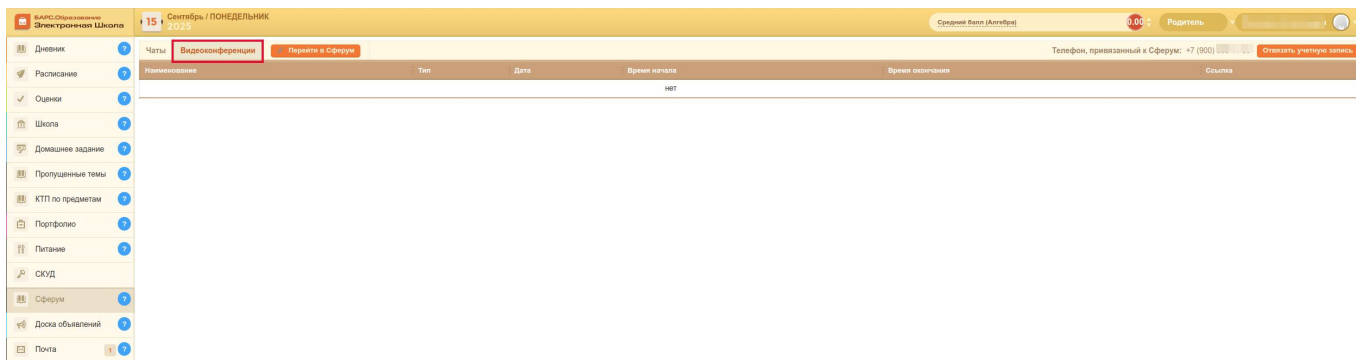 БАРС.Образование
Электронная Школа
15 Сентябрь / ПОНЕДЕЛЬНИК
2025
Средний балл (Алгебра) 0.00 Родитель
Дневник ?
Расписание ?
Оценки ?
Школа ?
Домашнее задание ?
Пропущенные темы ?
КТП по предметам ?
Портфолио ?
Питание ?
СКУД
Сферум ?
Доска объявлений ?
Почта 1 ?
Чаты Видеоконференции Перейти в Сферум Телефон, привязанный к Сферум: +7 (900) Отвязать учетную запись
Наименование Тип Дата Время начала Время окончания Ссылка
нет